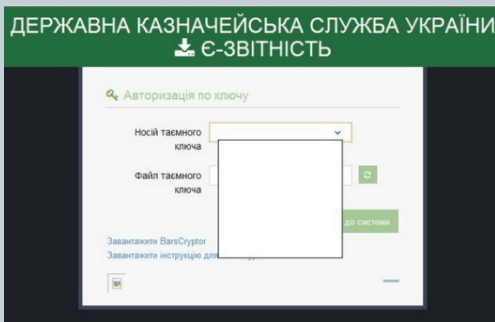 ДЕРЖАВНА КАЗНАЧЕЙСЬКА СЛУЖБА УКРАЇНИ
Є-ЗВІТНІСТЬ
Авторизація по ключу
Носій таємного
ключа
Файл таємного
ключа
до системи
Завантажити BarsCryptor
Завантажити інструкцію для